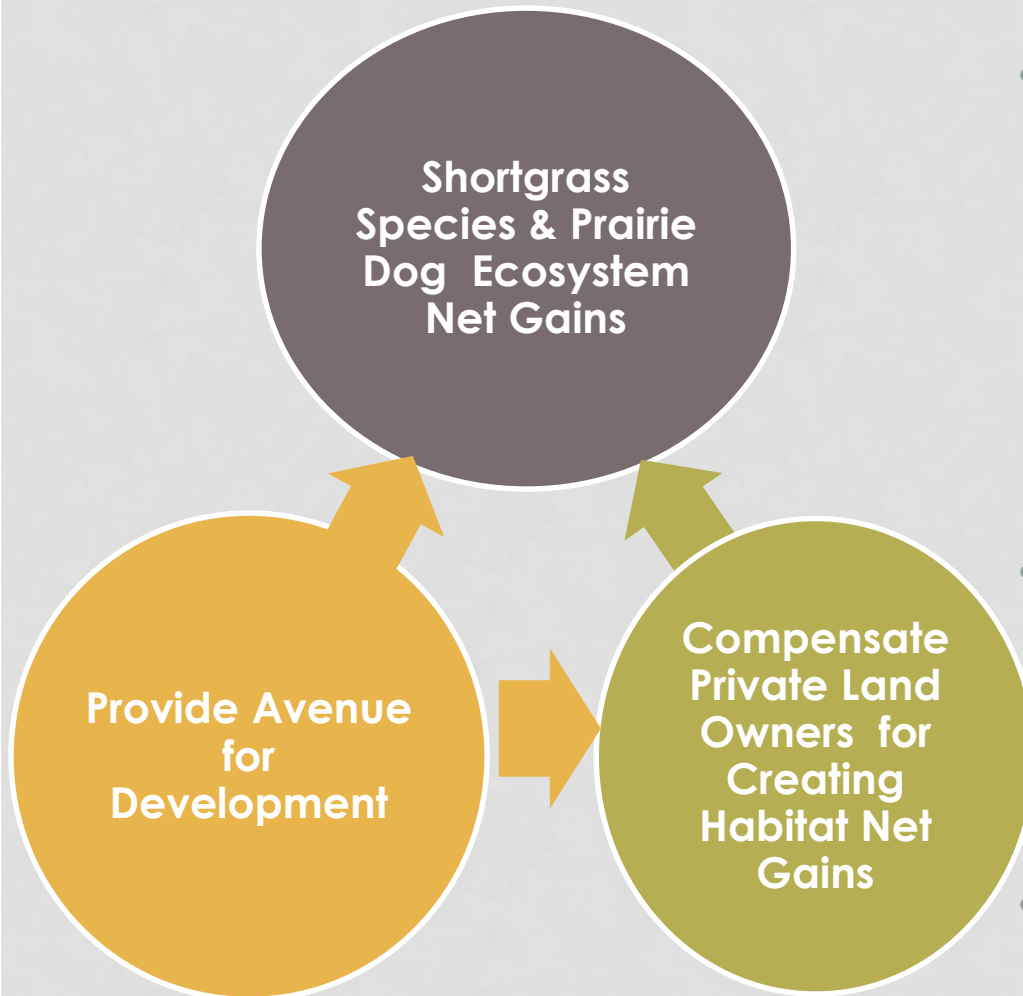 Shortgrass
Species & Prairie
Dog Ecosystem
Net Gains
Provide Avenue
for
Development
Compensate
Private Land
Owners for
Creating
Habitat Net
Gains